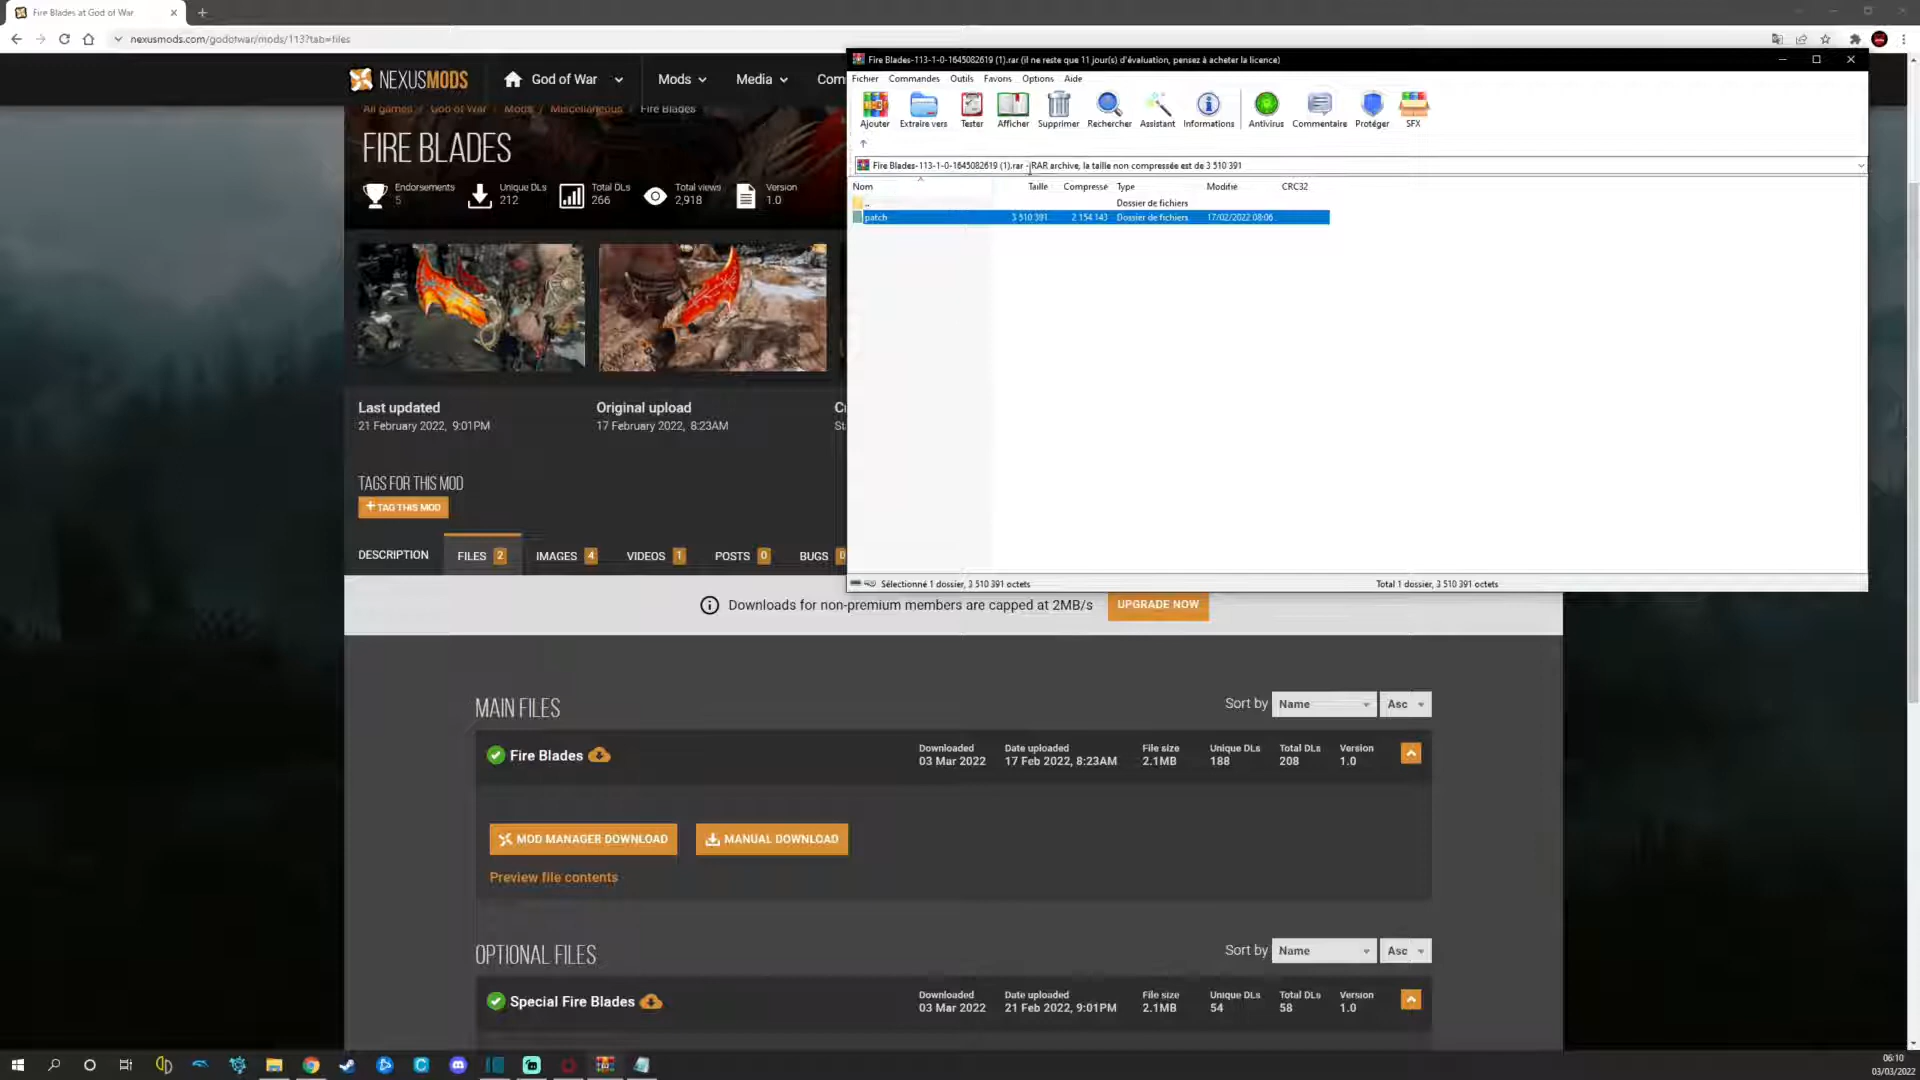 Fire Blades at God of War
nexusmods.com/godofwar/mods/113?tab=files
NEXUSMODS
God of War
Mods
Media
Com
All games / God of War / Mods / Miscellaneous / Fire Blades
FIRE BLADES
Endorsements
5
Unique DLs
212
Total DLs
266
Total views
2,918
Version
1.0
Last updated
21 February 2022, 9:01PM
Original upload
17 February 2022, 8:23AM
TAGS FOR THIS MOD
+ TAG THIS MOD
DESCRIPTION
FILES 2
IMAGES 4
VIDEOS 1
POSTS 0
BUGS 0
Fire Blades-113-1-0-1645082619 (1).rar (il ne reste que 11 jour(s) d'évaluation, pensez à acheter la licence)
Fichier Commandes Outils Favoris Options Aide
Ajouter Extraire vers Tester Afficher Supprimer Rechercher Assistant Informations Antivirus Commentaire Protéger SFX
Fire Blades-113-1-0-1645082619 (1).rar - RAR archive, la taille non compressée est de 3 510 391
Nom Taille Compressé Type Modifié CRC32
.. Dossier de fichiers
patch 3 510 391 2 154 143 Dossier de fichiers 17/02/2022 08:06
Sélectionné 1 dossier, 3 510 391 octets
Total 1 dossier, 3 510 391 octets
Downloads for non-premium members are capped at 2MB/s
UPGRADE NOW
MAIN FILES
Sort by Name Asc
Fire Blades
Downloaded
03 Mar 2022
Date uploaded
17 Feb 2022, 8:23AM
File size
2.1MB
Unique DLs
188
Total DLs
208
Version
1.0
MOD MANAGER DOWNLOAD
MANUAL DOWNLOAD
Preview file contents
OPTIONAL FILES
Sort by Name Asc
Special Fire Blades
Downloaded
03 Mar 2022
Date uploaded
21 Feb 2022, 9:01PM
File size
2.1MB
Unique DLs
54
Total DLs
58
Version
1.0
06:10
03/03/2022